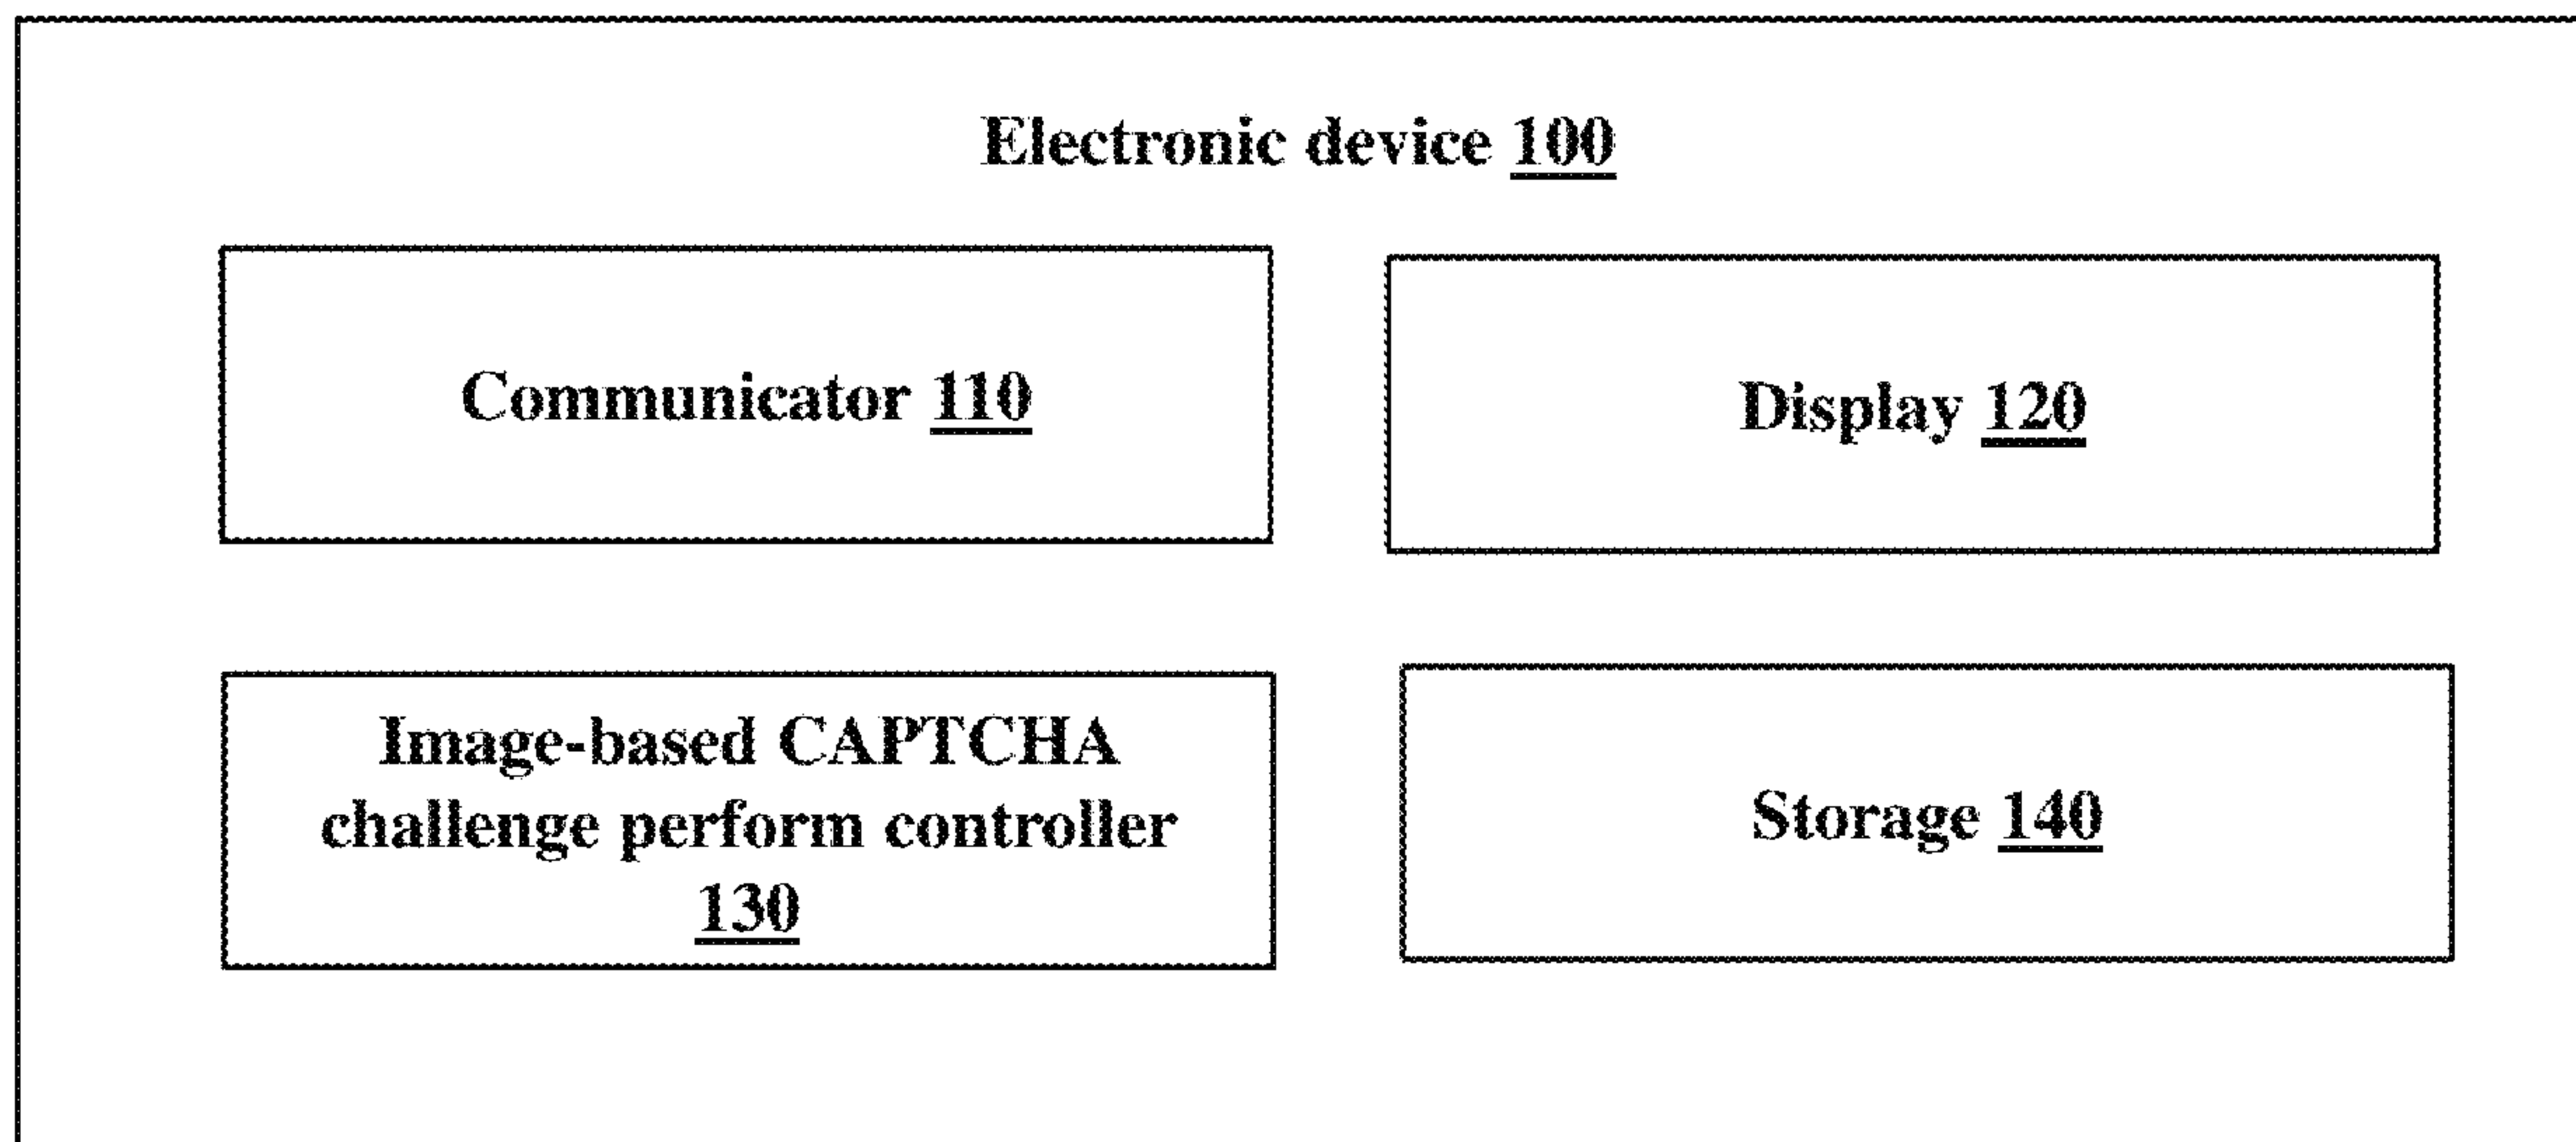 Electronic device 100
Communicator 110
Display 120
Image-based CAPTCHA
challenge perform controller
130
Storage 140